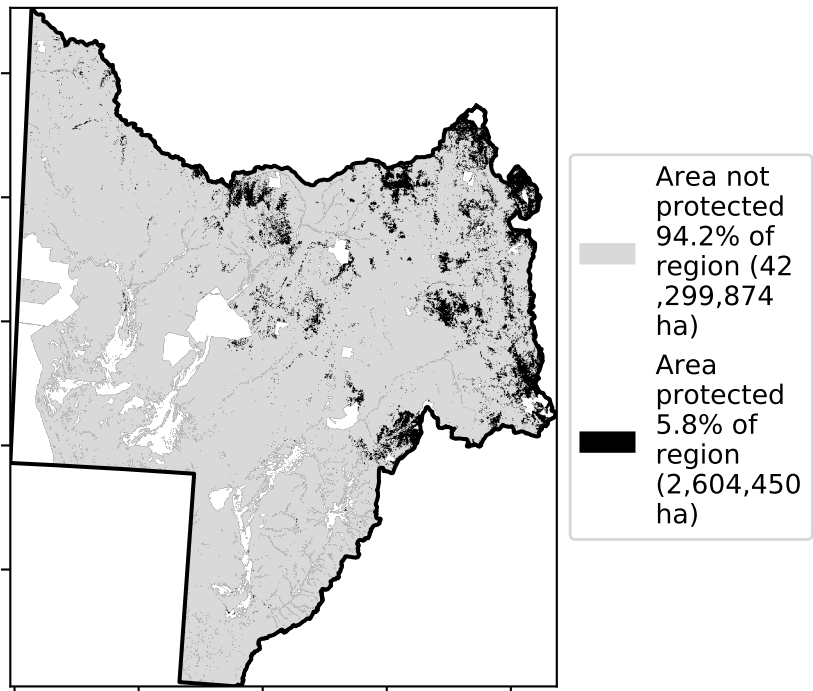 Area not
protected
94.2% of
region (42
,299,874
ha)
Area
protected
5.8% of
region
(2,604,450
ha)